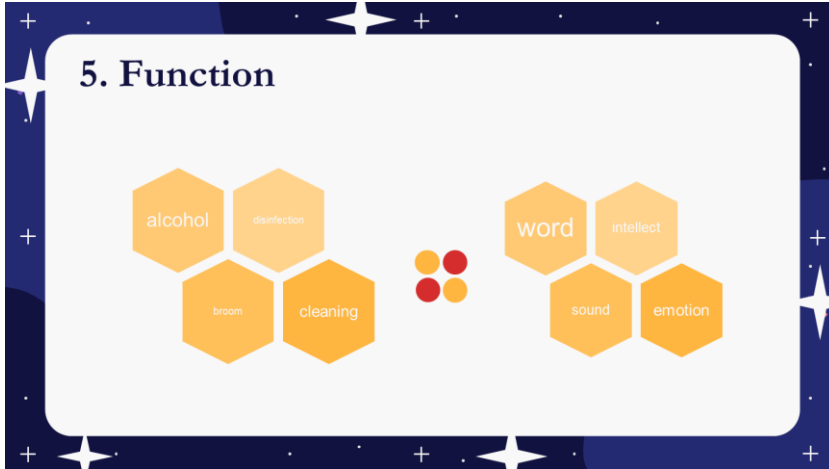 5. Function
alcohol
disinfection
broom
cleaning
word
intellect
sound
emotion